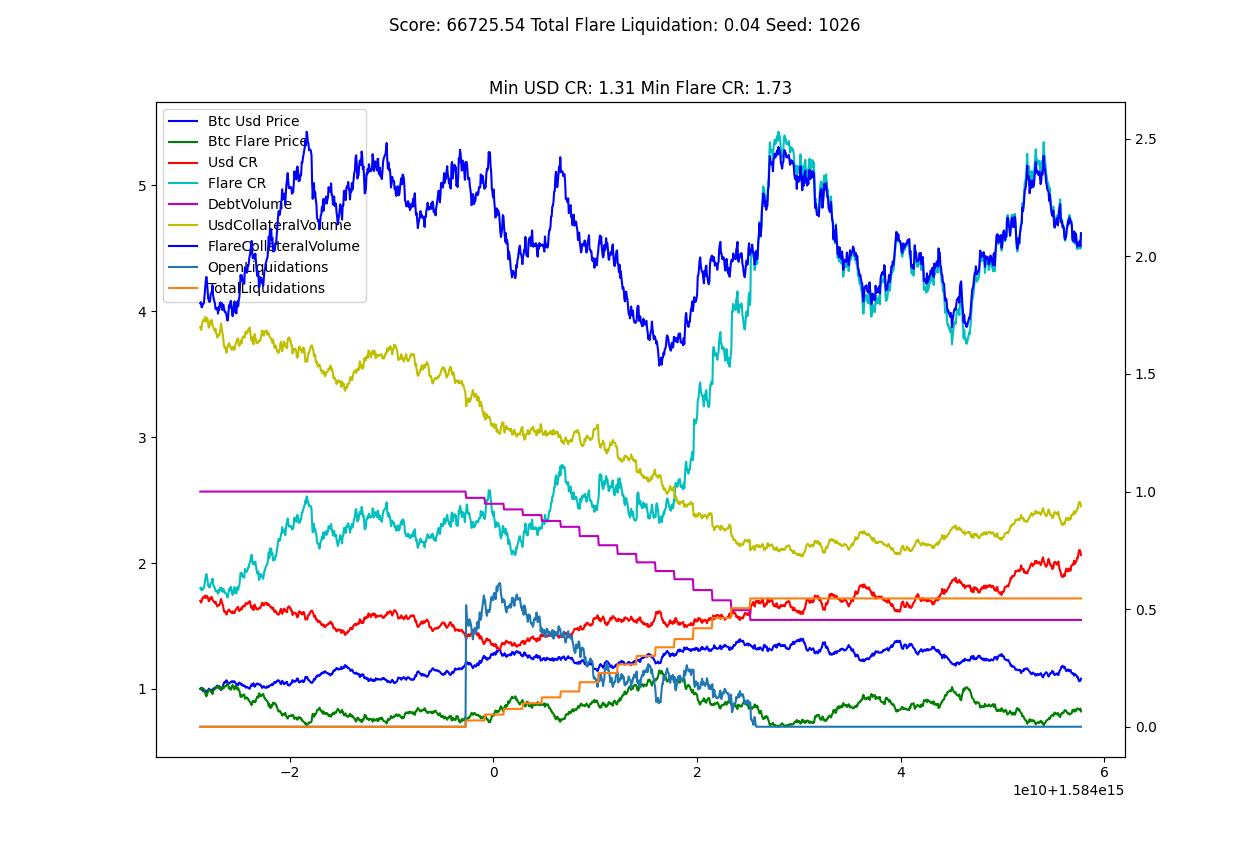 Score: 66725.54 Total Flare Liquidation: 0.04 Seed: 1026
Min USD CR: 1.31 Min Flare CR: 1.73
Btc Usd Price
Btc Flare Price
Usd CR
Flare CR
DebtVolume
UsdCollateralVolume
FlareCollateralVolume
OpenLiquidations
TotalLiquidations
5
4
3
2
1
2.5
2.0
1.5
1.0
0.5
0.0
−2 0 2 4 6
1e10+1.584e15